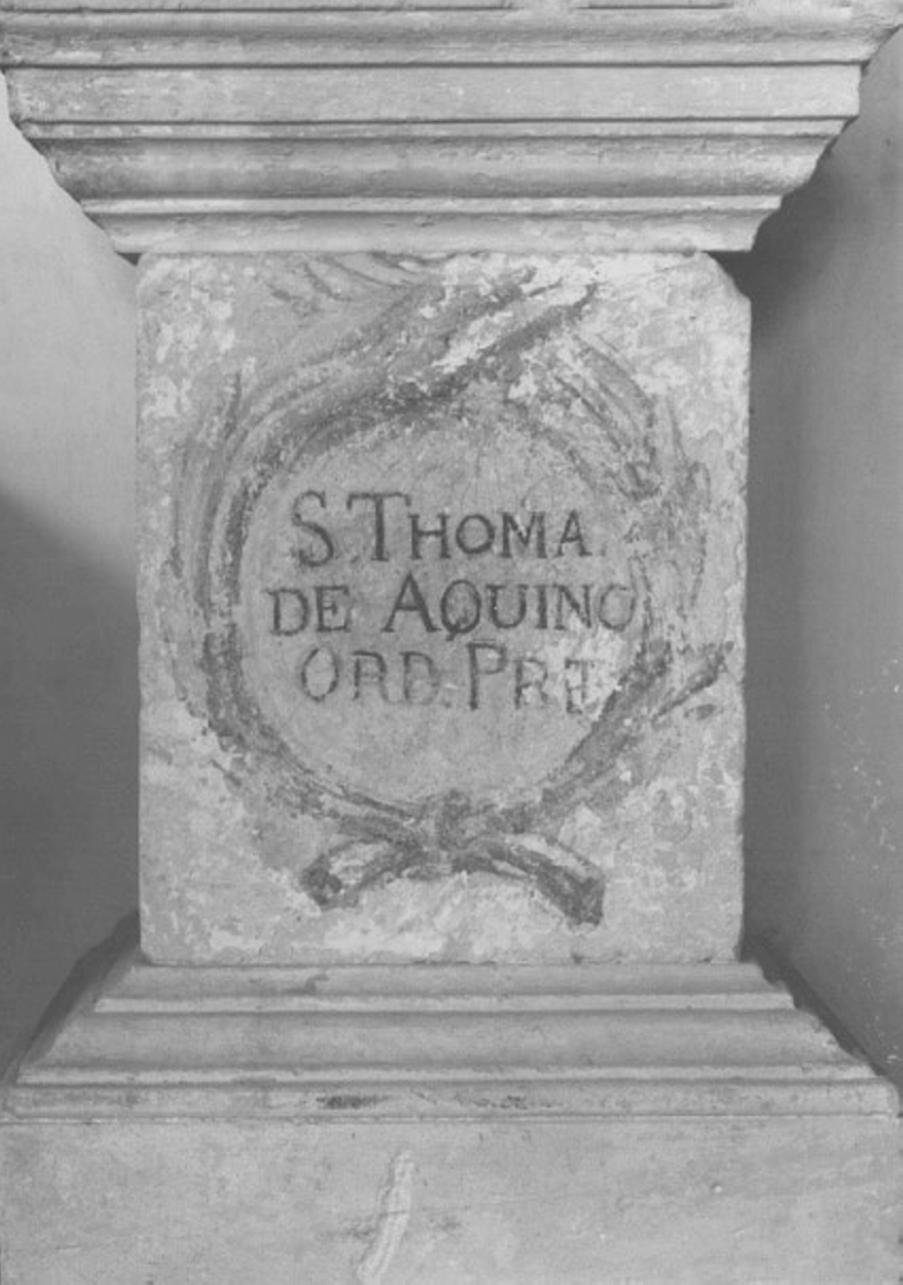 S. THOMA.
DE AQUINO
ORD. PRE